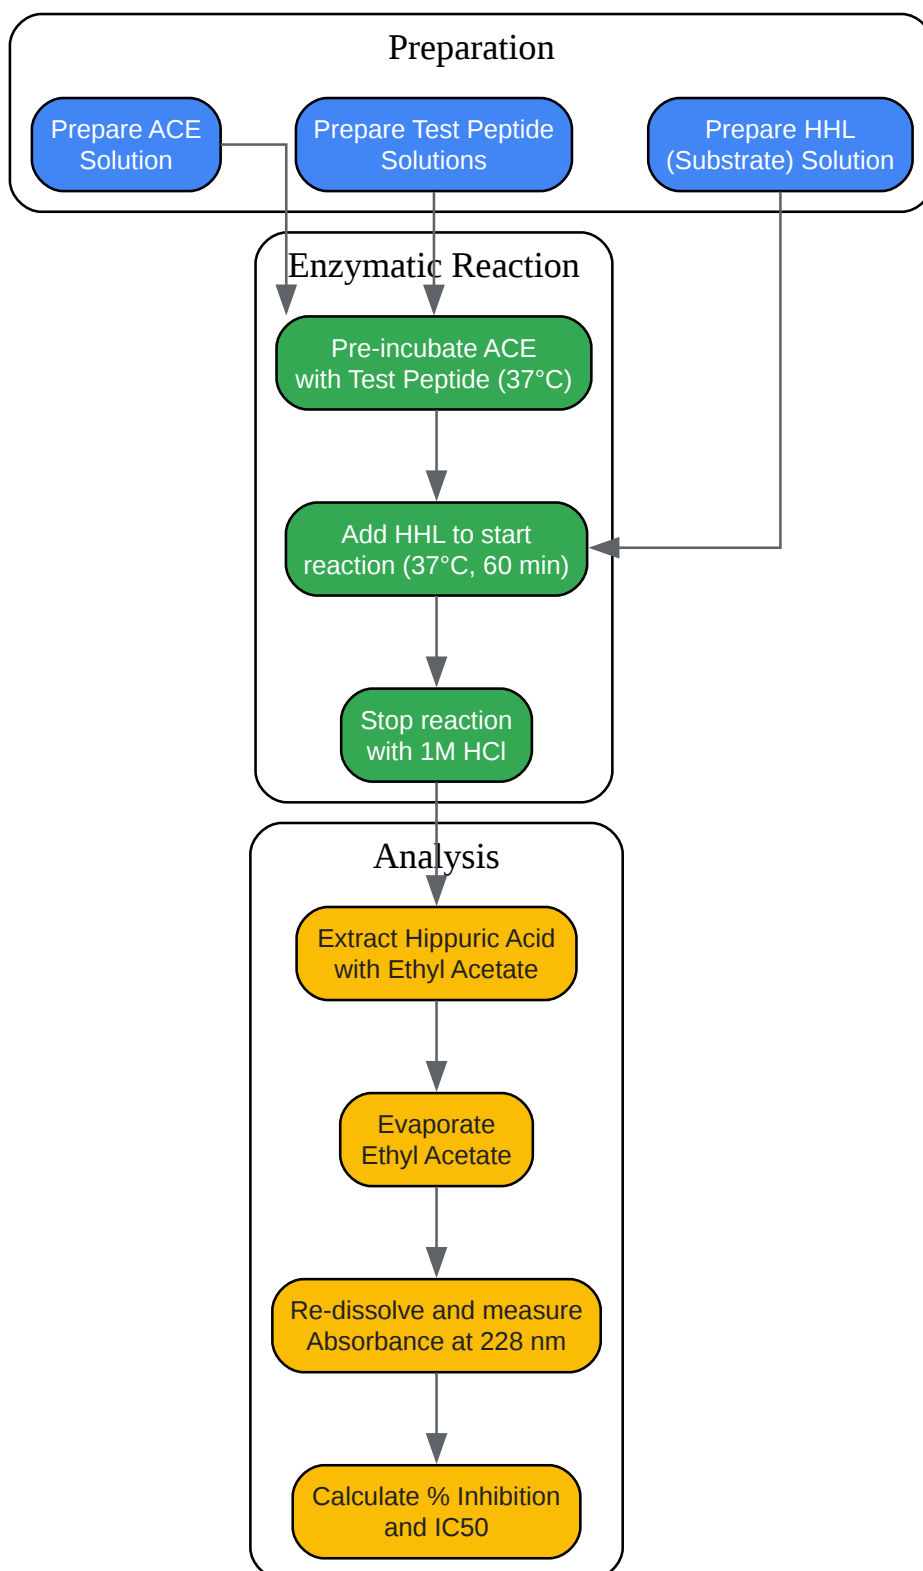 Preparation
Prepare ACE
Solution
Prepare Test Peptide
Solutions
Prepare HHL
(Substrate) Solution
Enzymatic Reaction
Pre-incubate ACE
with Test Peptide (37°C)
Add HHL to start
reaction (37°C, 60 min)
Stop reaction
with 1M HCl
Analysis
Extract Hippuric Acid
with Ethyl Acetate
Evaporate
Ethyl Acetate
Re-dissolve and measure
Absorbance at 228 nm
Calculate % Inhibition
and IC50